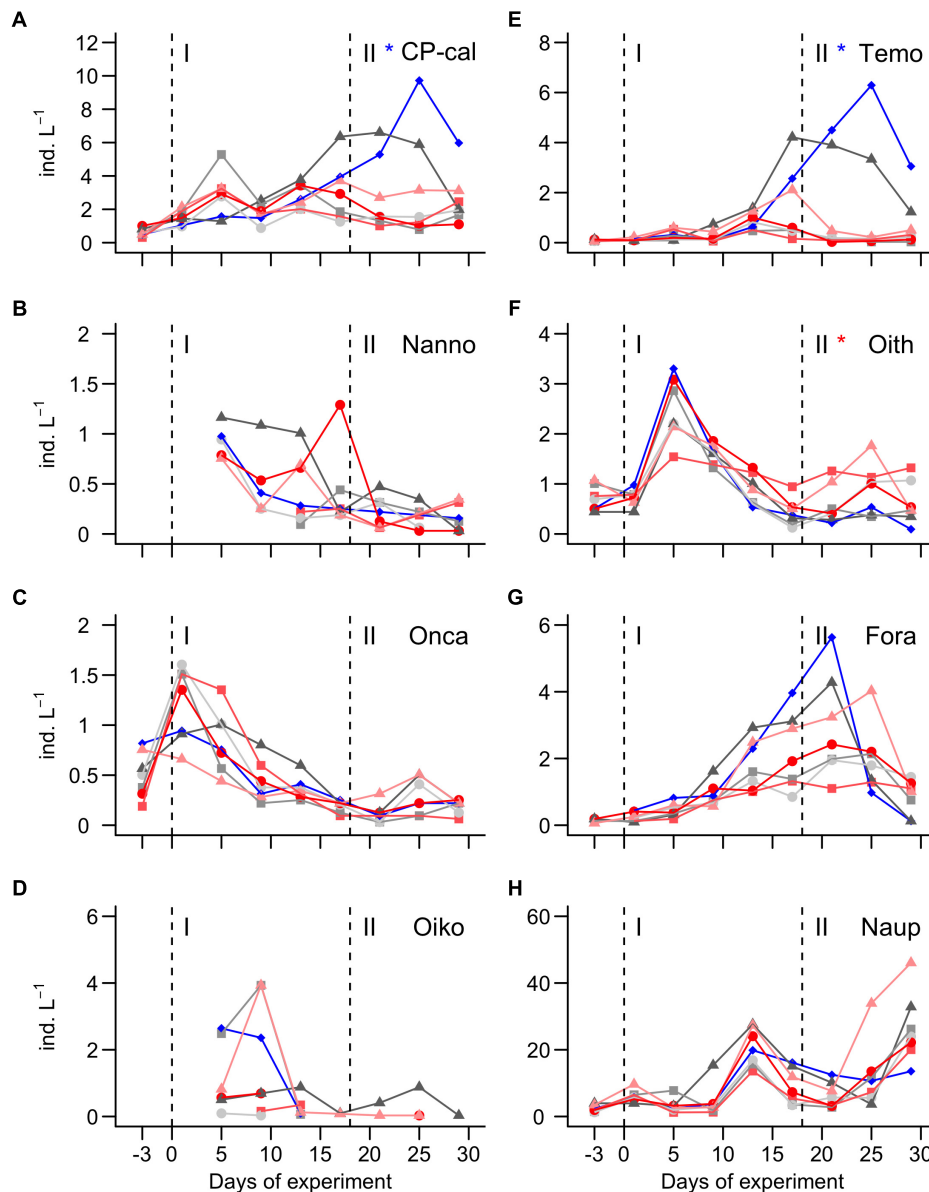 A
I
II * CP-cal
12
10
8
6
4
2
0
ind. L⁻¹
B
I
II Nanno
2
1.5
1
0.5
0
ind. L⁻¹
C
I
II Onca
2
1.5
1
0.5
0
ind. L⁻¹
D
I
II Oiko
6
4
2
0
ind. L⁻¹
-3 0 5 10 15 20 25 30
Days of experiment
E
I
II * Temo
8
6
4
2
0
F
I
II * Oith
4
3
2
1
0
G
I
II Fora
6
4
2
0
H
I
II Naup
60
40
20
0
-3 0 5 10 15 20 25 30
Days of experiment